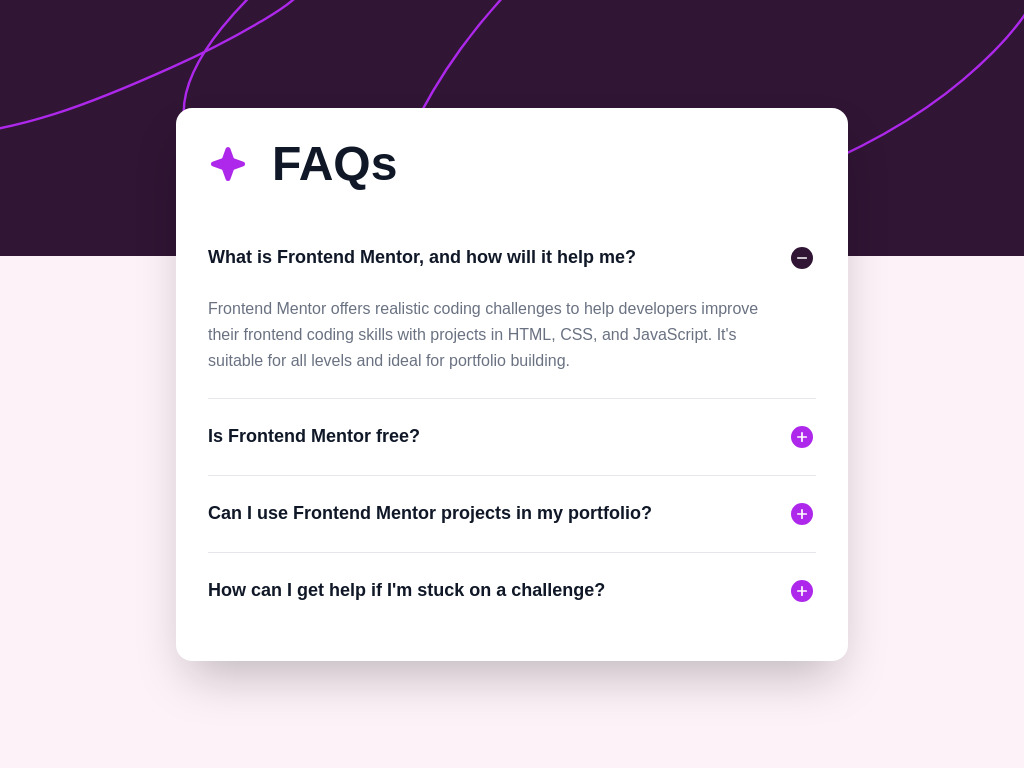 FAQs
What is Frontend Mentor, and how will it help me?
Frontend Mentor offers realistic coding challenges to help developers improve
their frontend coding skills with projects in HTML, CSS, and JavaScript. It's
suitable for all levels and ideal for portfolio building.
Is Frontend Mentor free?
Can I use Frontend Mentor projects in my portfolio?
How can I get help if I'm stuck on a challenge?